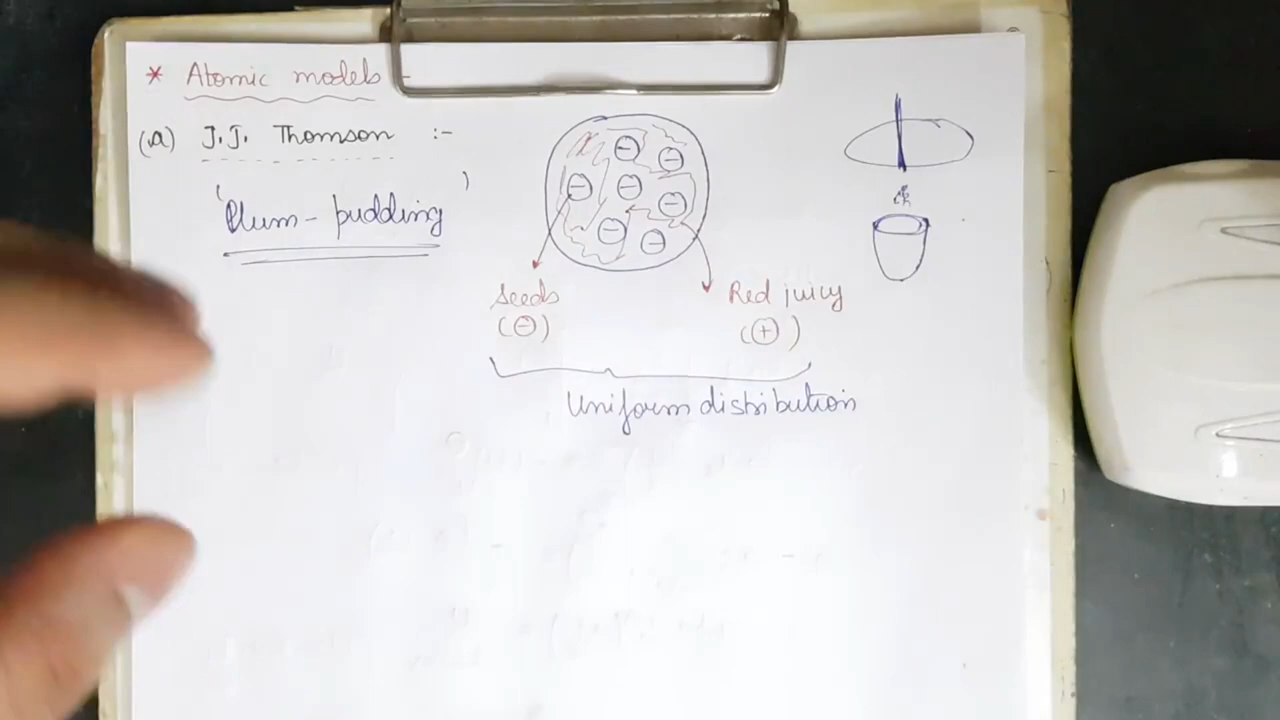 * Atomic models -
(a) J.J. Thomson :-
'Plum-pudding'
Seeds
(⊖)
Red juicy
(⊕)
Uniform distribution